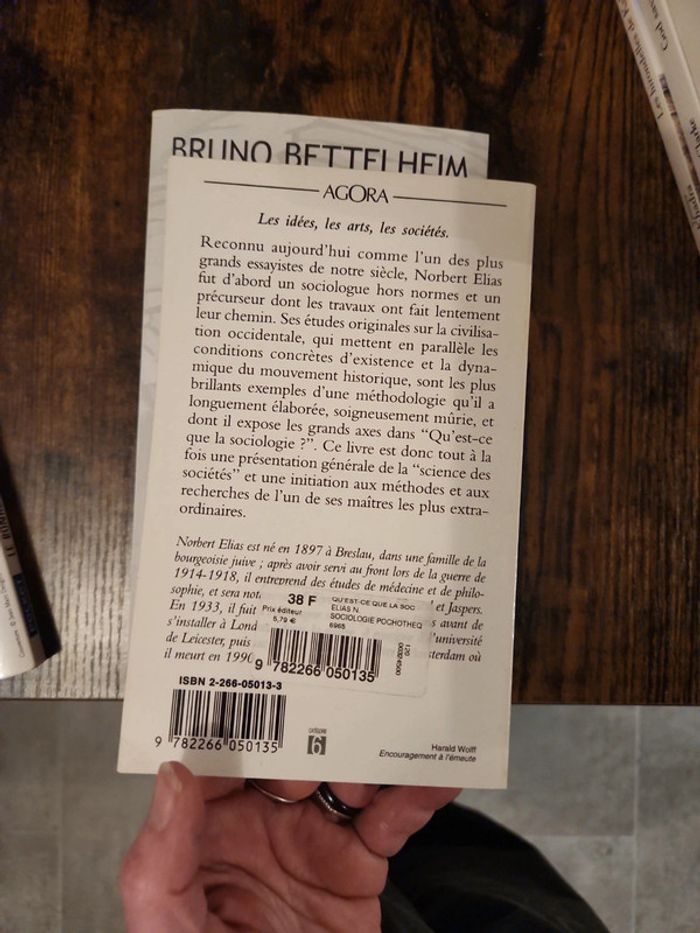 BRUNO BETTELHEIM
AGORA
Les idées, les arts, les sociétés.
Reconnu aujourd'hui comme l'un des plus
grands essayistes de notre siècle, Norbert Elias
fut d'abord un sociologue hors normes et un
précurseur dont les travaux ont fait lentement
leur chemin. Ses études originales sur la civilisa-
tion occidentale, qui mettent en parallèle les
conditions concrètes d'existence et la dyna-
mique du mouvement historique, sont les plus
brillants exemples d'une méthodologie qu'il a
longuement élaborée, soigneusement mûrie, et
dont il expose les grands axes dans "Qu'est-ce
que la sociologie ?". Ce livre est donc tout à la
fois une présentation générale de la "science des
sociétés" et une initiation aux méthodes et aux
recherches de l'un de ses maîtres les plus extra-
ordinaires.
Norbert Elias est né en 1897 à Breslau, dans une famille de la
bourgeoisie juive ; après avoir servi au front lors de la guerre de
1914-1918, il entreprend des études de médecine et de philo-
sophie, et sera not et Jaspers.
En 1933, il fuit s avant de
s'installer à Lond l'université
de Leicester, puis sterdam où
il meurt en 1990
38 F
Prix éditeur
5,79 €
QU'EST-CE QUE LA SOC
ELIAS N.
SOCIOLOGIE POCHOTHEQ
6965
120
9 782266 050135
ISBN 2-266-05013-3
9 782266 050135
catégorie
6
Harald Wolff
Encouragement à l'émeute
Les hirondelles de
God sav
Clarke